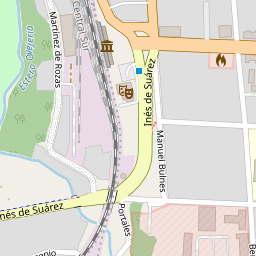 Estero Ovejería
Martínez de Rozas
Central Sur
Inés de Suárez
Manuel Bulnes
Inés de Suárez
Portales